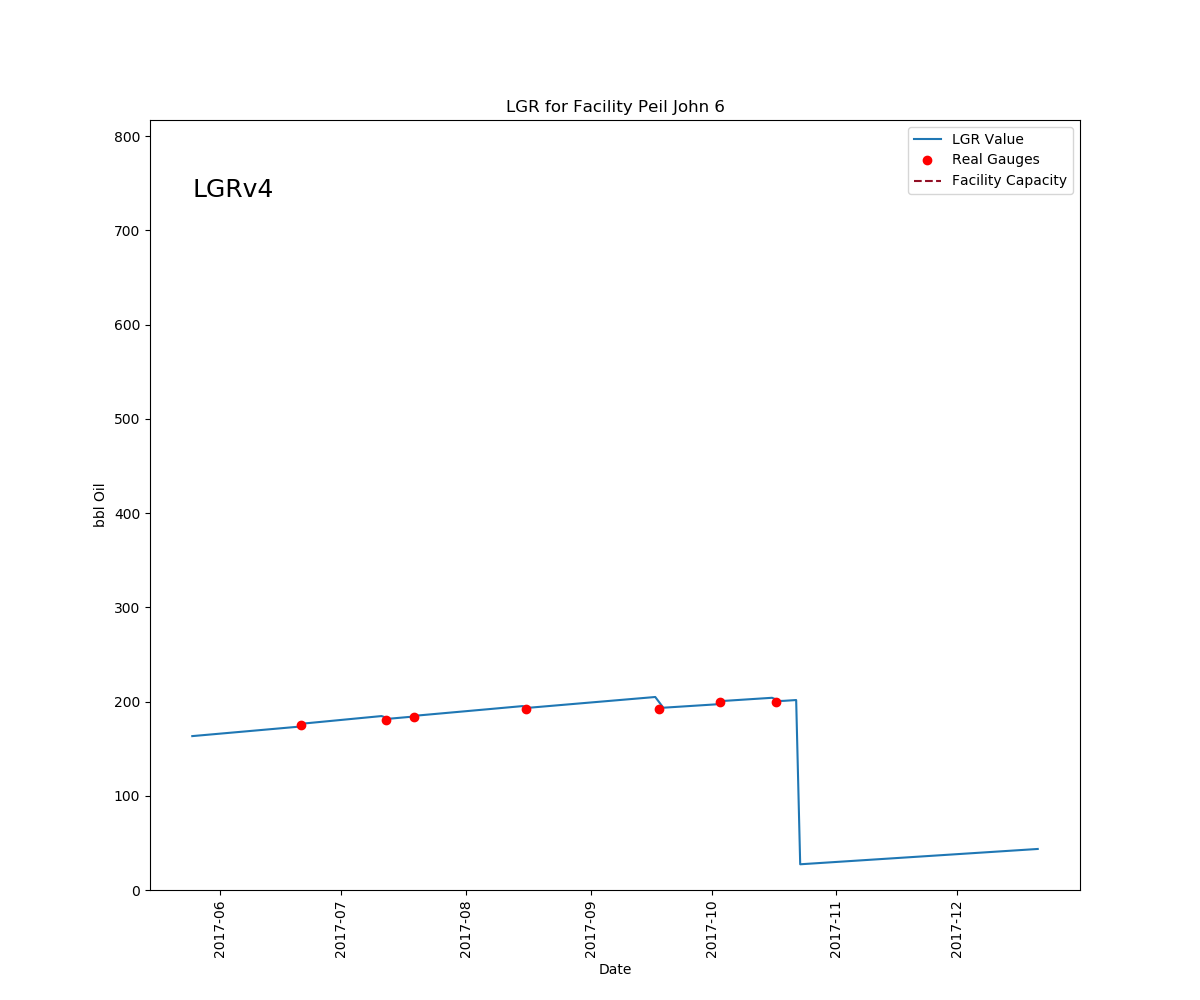 LGR for Facility Peil John 6
LGRv4
LGR Value
Real Gauges
Facility Capacity
800
700
600
500
400
300
200
100
0
bbl Oil
2017-06
2017-07
2017-08
2017-09
2017-10
2017-11
2017-12
Date